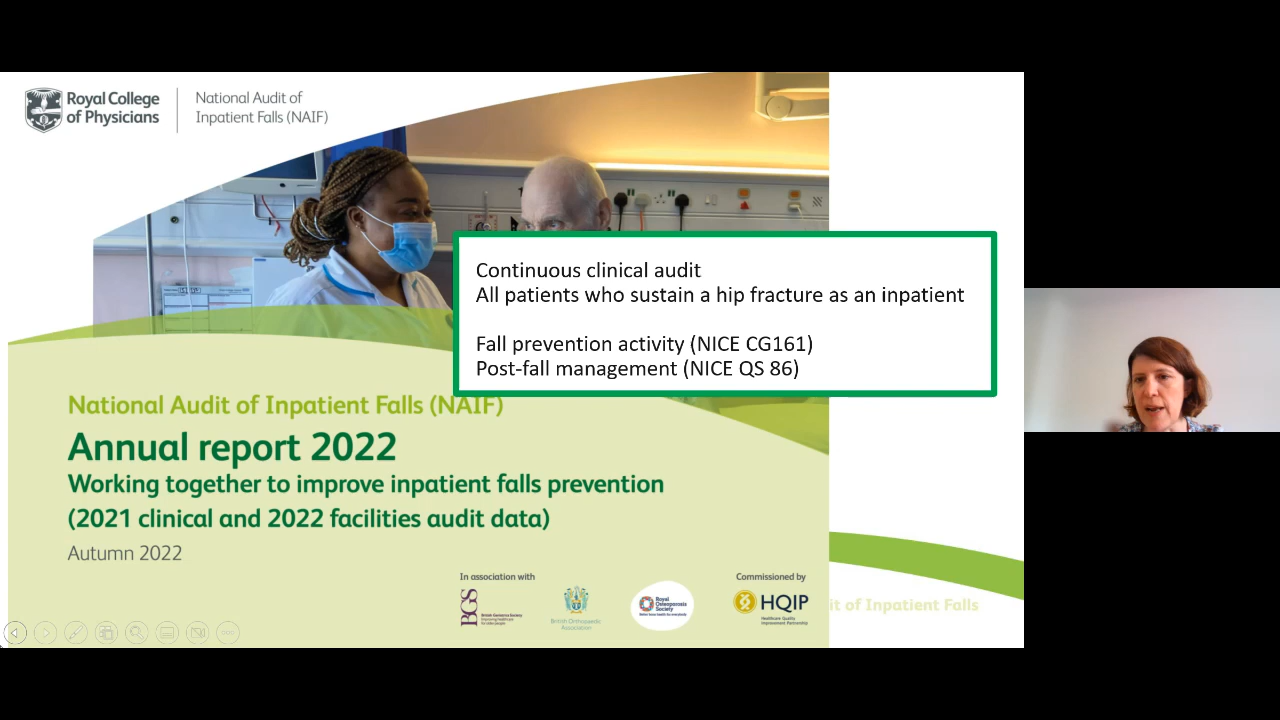 Royal College
of Physicians
National Audit of
Inpatient Falls (NAIF)
Continuous clinical audit
All patients who sustain a hip fracture as an inpatient
Fall prevention activity (NICE CG161)
Post-fall management (NICE QS 86)
National Audit of Inpatient Falls (NAIF)
Annual report 2022
Working together to improve inpatient falls prevention
(2021 clinical and 2022 facilities audit data)
Autumn 2022
In association with
BGS
British Geriatrics Society
Improving healthcare
for older people
British Orthopaedic
Association
Royal
Osteoporosis
Society
Better bone health for everybody
Commissioned by
HQIP
Healthcare Quality
Improvement Partnership
it of Inpatient Falls